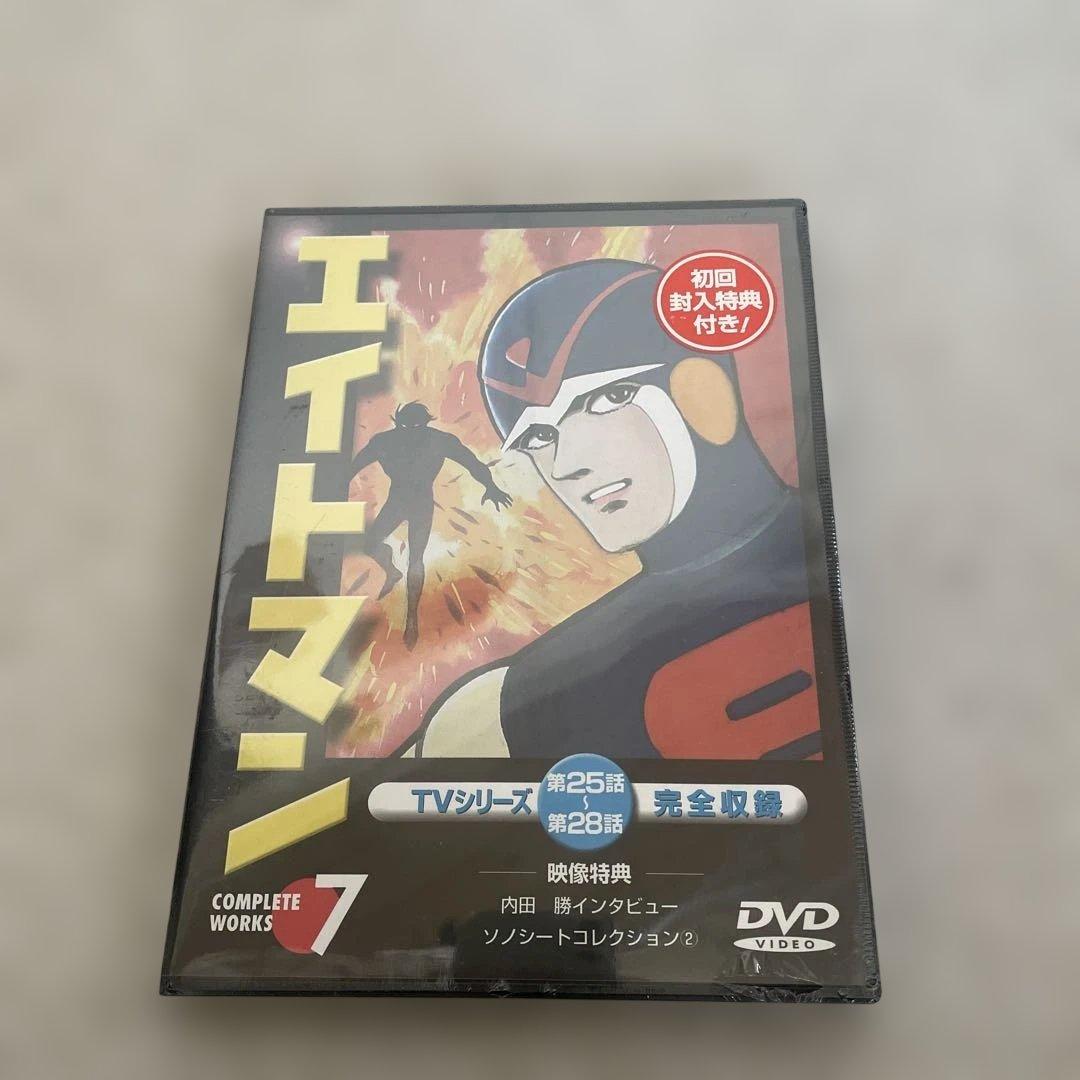 エイトマン
初回
封入特典
付き!
TVシリーズ 第25話〜第28話 完全収録
映像特典
内田 勝インタビュー
ソノシートコレクション②
COMPLETE
WORKS 7
DVD
VIDEO